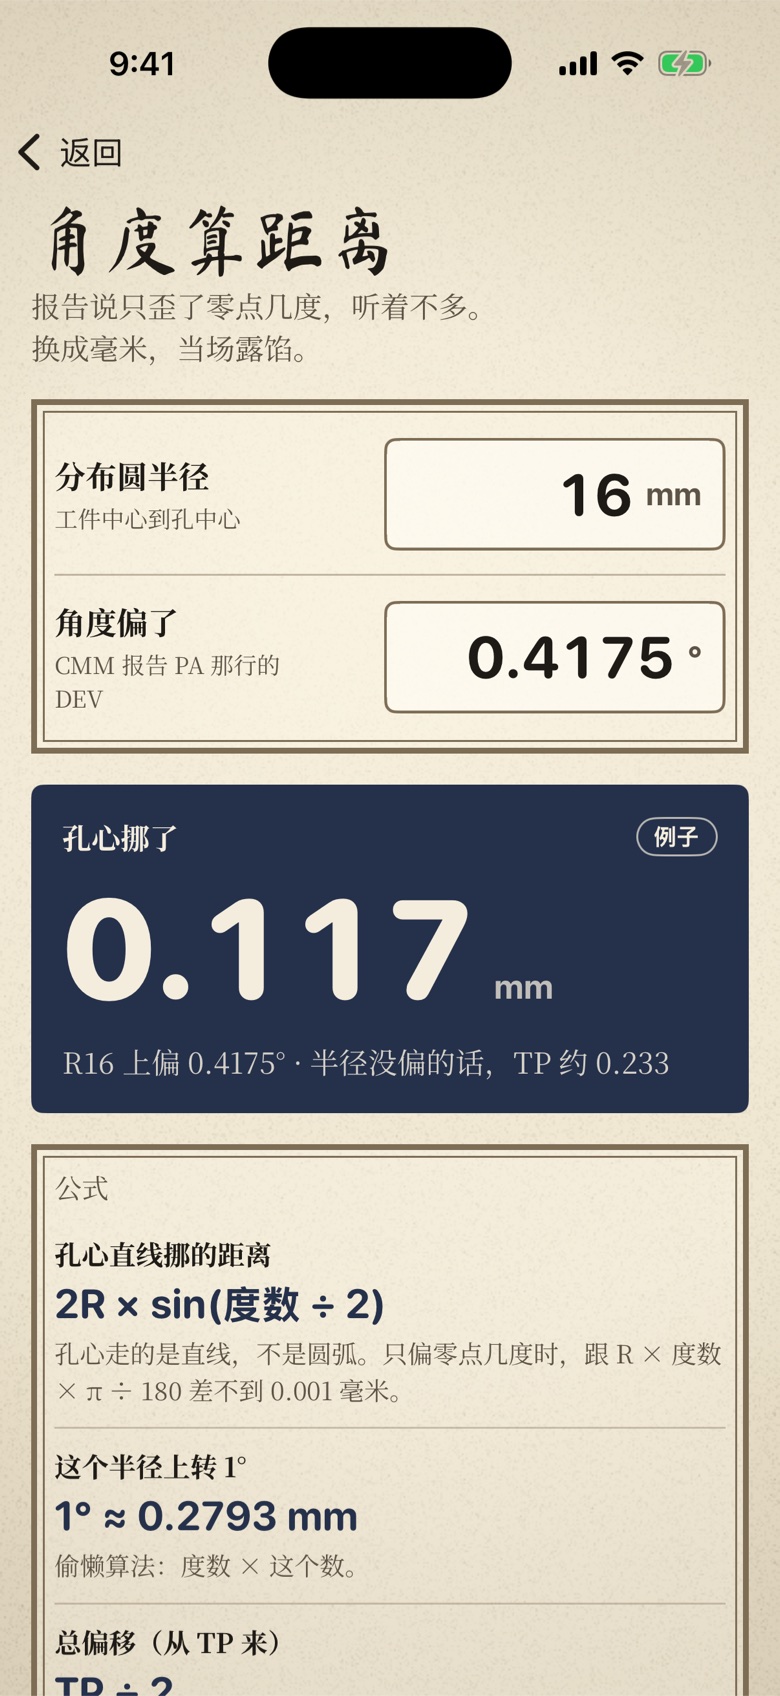 9:41
返回
角度算距离
报告说只歪了零点几度，听着不多。
换成毫米，当场露馅。
分布圆半径
工件中心到孔中心
16 mm
角度偏了
CMM 报告 PA 那行的
DEV
0.4175 °
孔心挪了
例子
0.117 mm
R16 上偏 0.4175° · 半径没偏的话，TP 约 0.233
公式
孔心直线挪的距离
2R × sin(度数 ÷ 2)
孔心走的是直线，不是圆弧。只偏零点几度时，跟 R × 度数
× π ÷ 180 差不到 0.001 毫米。
这个半径上转 1°
1° ≈ 0.2793 mm
偷懒算法：度数 × 这个数。
总偏移（从 TP 来）
TP ÷ 2